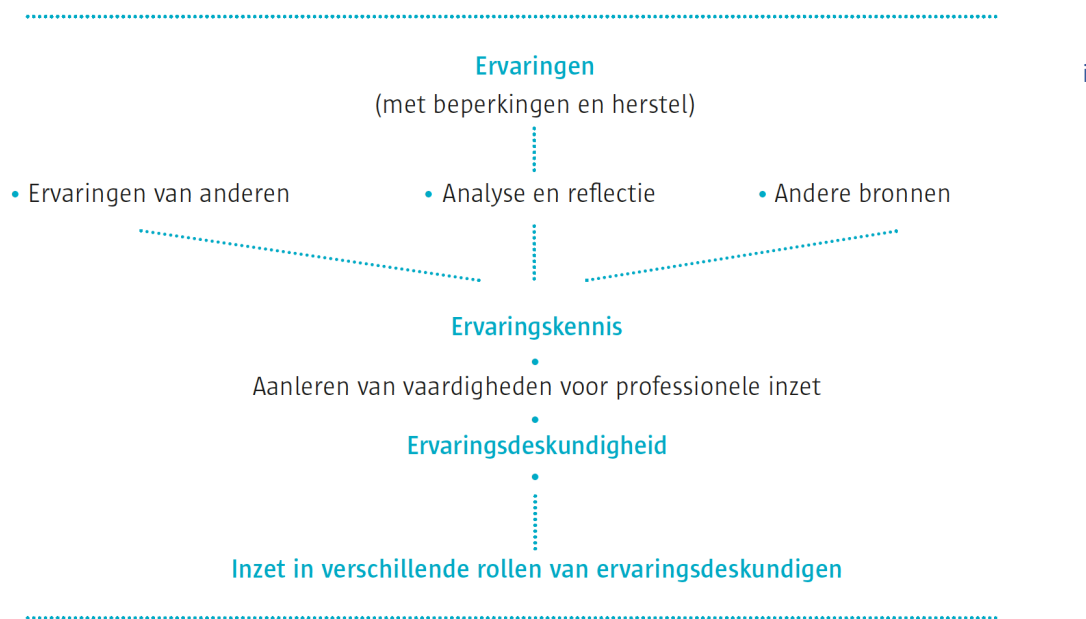 Ervaringen
(met beperkingen en herstel)
• Ervaringen van anderen
• Analyse en reflectie
• Andere bronnen
Ervaringskennis
Aanleren van vaardigheden voor professionele inzet
Ervaringsdeskundigheid
Inzet in verschillende rollen van ervaringsdeskundigen